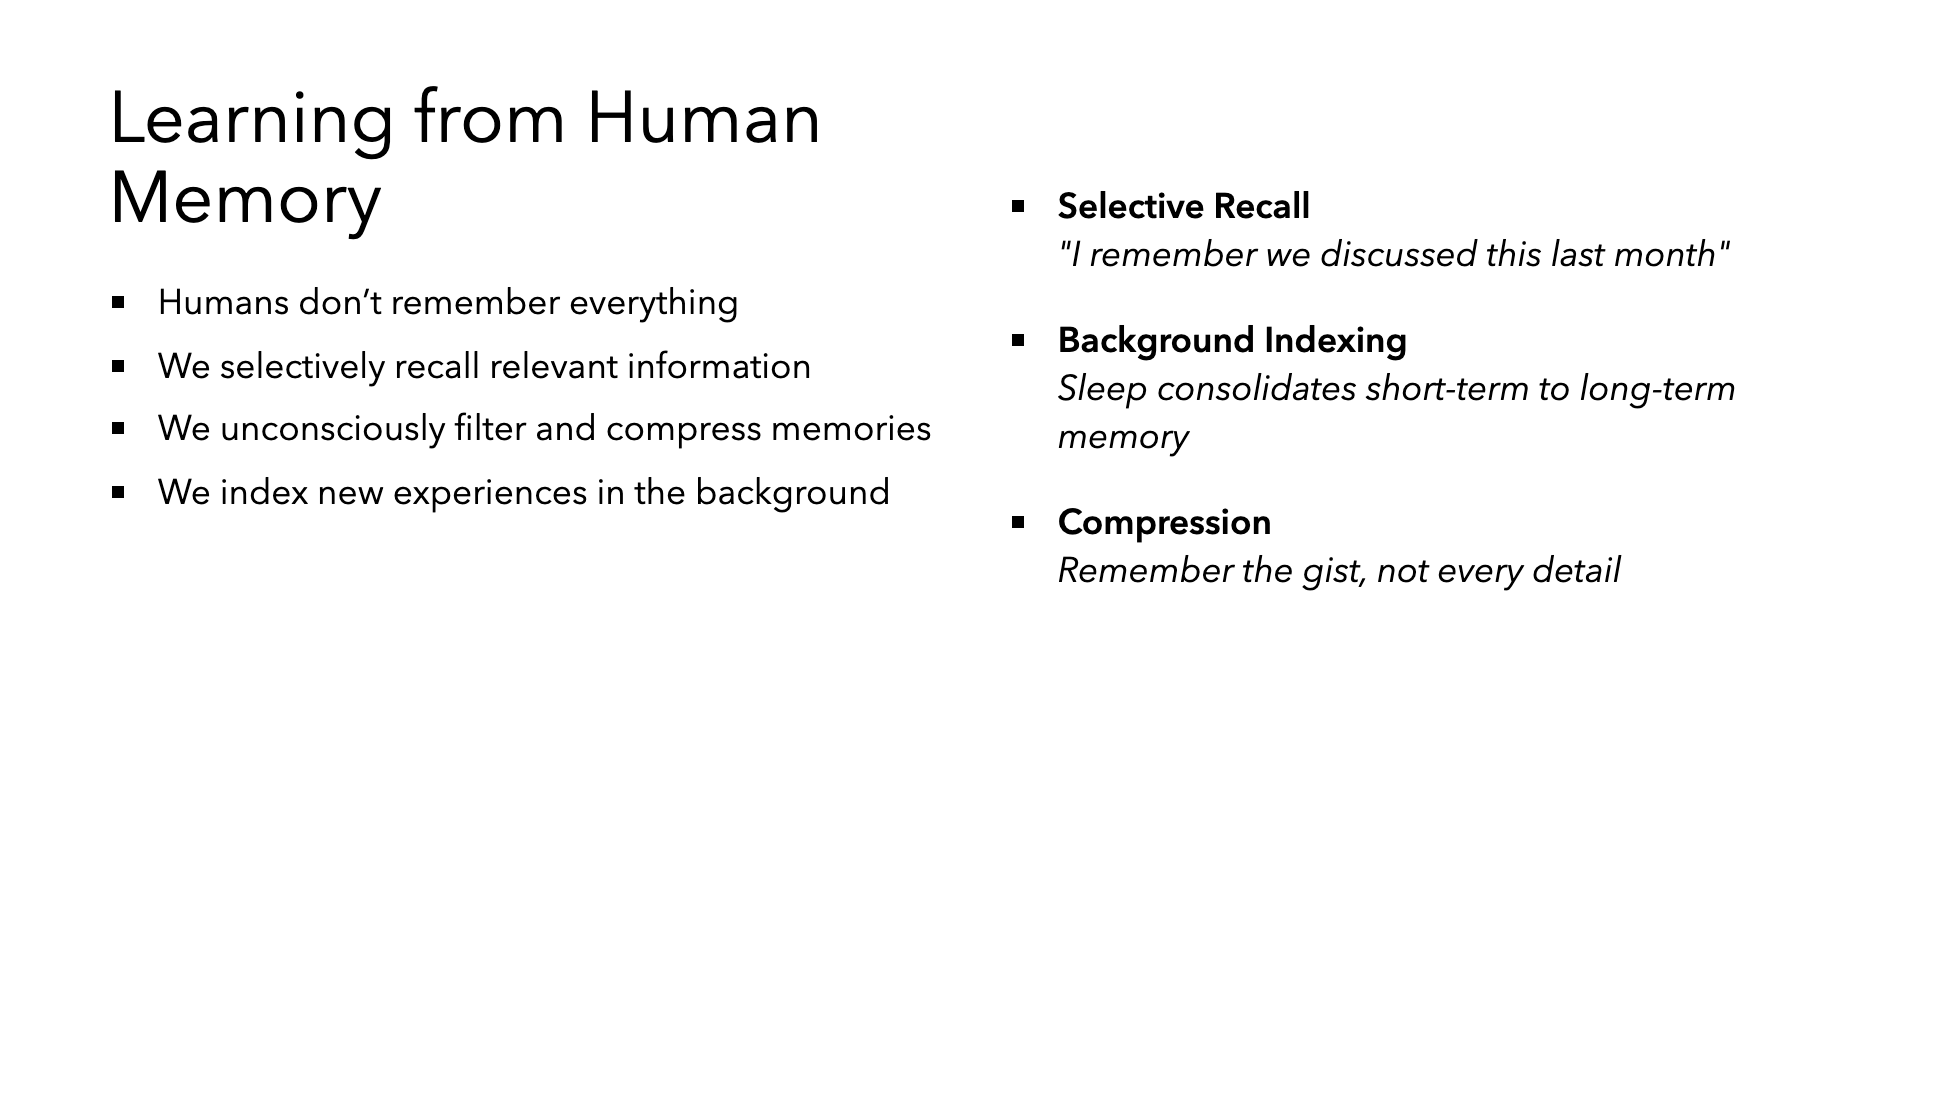 Learning from Human
Memory
▪ Humans don’t remember everything
▪ We selectively recall relevant information
▪ We unconsciously filter and compress memories
▪ We index new experiences in the background
▪ Selective Recall
"I remember we discussed this last month"
▪ Background Indexing
Sleep consolidates short-term to long-term
memory
▪ Compression
Remember the gist, not every detail